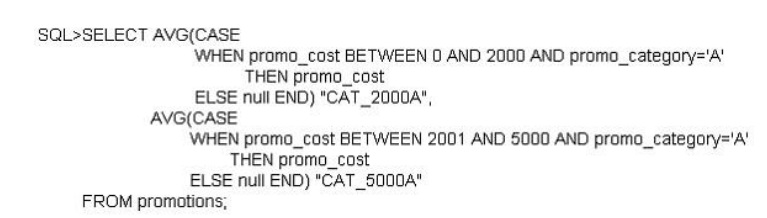 SQL>SELECT AVG(CASE
WHEN promo_cost BETWEEN 0 AND 2000 AND promo_category='A'
THEN promo_cost
ELSE null END) "CAT_2000A",
AVG(CASE
WHEN promo_cost BETWEEN 2001 AND 5000 AND promo_category='A'
THEN promo_cost
ELSE null END) "CAT_5000A"
FROM promotions;